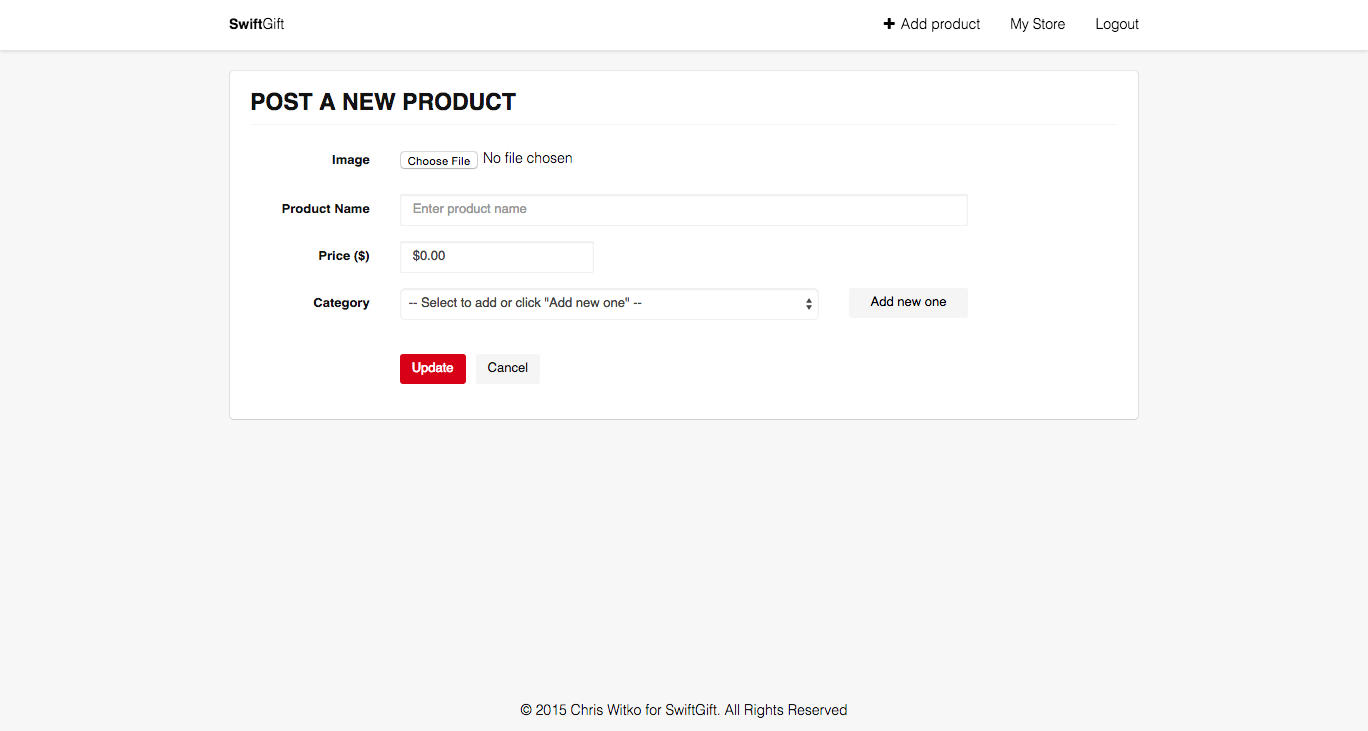 SwiftGift
Add product
My Store
Logout
POST A NEW PRODUCT
Image
Choose File No file chosen
Product Name
Enter product name
Price ($)
$0.00
Category
-- Select to add or click "Add new one" --
Add new one
Update
Cancel
© 2015 Chris Witko for SwiftGift. All Rights Reserved